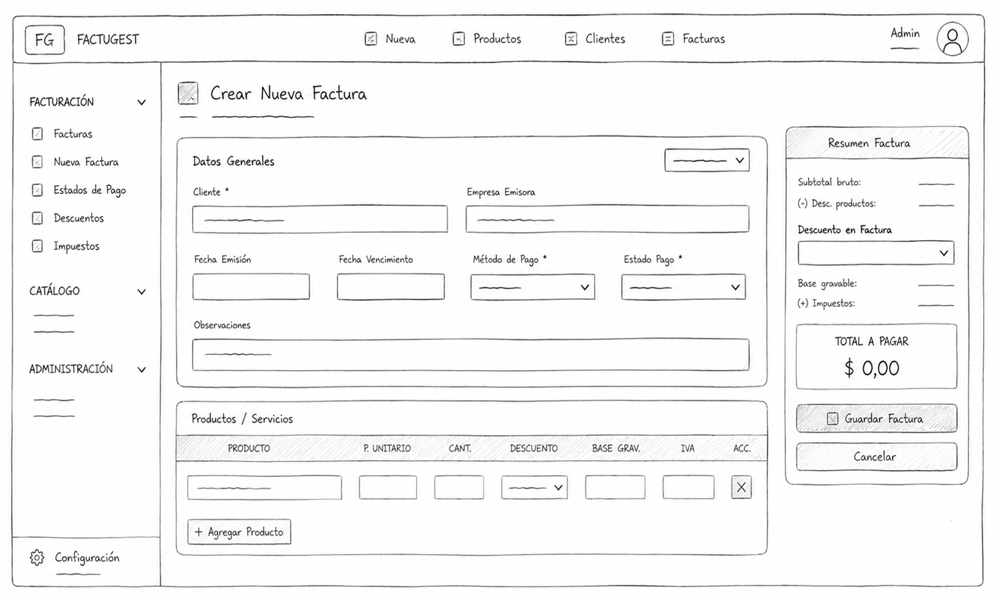 FG FACTUGEST Nueva Productos Clientes Facturas Admin
FACTURACIÓN
Facturas
Nueva Factura
Estados de Pago
Descuentos
Impuestos
CATÁLOGO
ADMINISTRACIÓN
Configuración
Crear Nueva Factura
Datos Generales
Cliente * Empresa Emisora
Fecha Emisión Fecha Vencimiento Método de Pago * Estado Pago *
Observaciones
Productos / Servicios
PRODUCTO P. UNITARIO CANT. DESCUENTO BASE GRAV. IVA ACC.
X
+ Agregar Producto
Resumen Factura
Subtotal bruto:
(-) Desc. productos:
Descuento en Factura
Base gravable:
(+) Impuestos:
TOTAL A PAGAR
$ 0,00
Guardar Factura
Cancelar